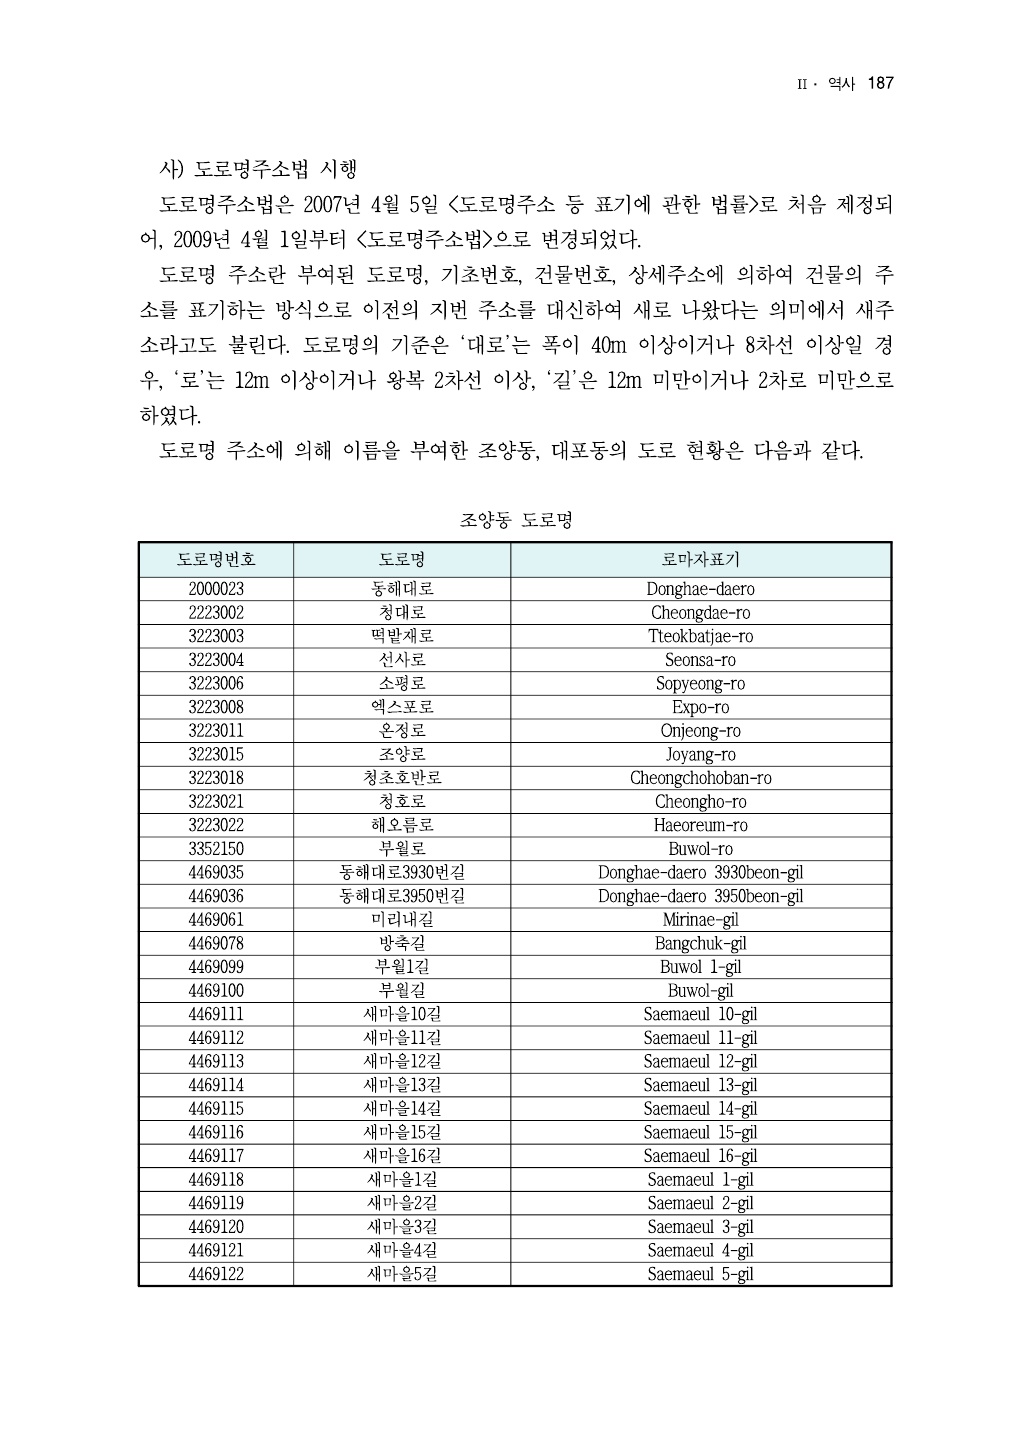 II · 역사 187
사) 도로명주소법 시행
도로명주소법은 2007년 4월 5일 <도로명주소 등 표기에 관한 법률>로 처음 제정되
어, 2009년 4월 1일부터 <도로명주소법>으로 변경되었다.
도로명 주소란 부여된 도로명, 기초번호, 건물번호, 상세주소에 의하여 건물의 주
소를 표기하는 방식으로 이전의 지번 주소를 대신하여 새로 나왔다는 의미에서 새주
소라고도 불린다. 도로명의 기준은 ‘대로’는 폭이 40m 이상이거나 8차선 이상일 경
우, ‘로’는 12m 이상이거나 왕복 2차선 이상, ‘길’은 12m 미만이거나 2차로 미만으로
하였다.
도로명 주소에 의해 이름을 부여한 조양동, 대포동의 도로 현황은 다음과 같다.
조양동 도로명
도로명번호 도로명 로마자표기
2000023 동해대로 Donghae-daero
2223002 청대로 Cheongdae-ro
3223003 떡밭재로 Tteokbatjae-ro
3223004 선사로 Seonsa-ro
3223006 소평로 Sopyeong-ro
3223008 엑스포로 Expo-ro
3223011 온정로 Onjeong-ro
3223015 조양로 Joyang-ro
3223018 청초호반로 Cheongchohoban-ro
3223021 청호로 Cheongho-ro
3223022 해오름로 Haeoreum-ro
3352150 부월로 Buwol-ro
4469035 동해대로3930번길 Donghae-daero 3930beon-gil
4469036 동해대로3950번길 Donghae-daero 3950beon-gil
4469061 미리내길 Mirinae-gil
4469078 방축길 Bangchuk-gil
4469099 부월1길 Buwol 1-gil
4469100 부월길 Buwol-gil
4469111 새마을10길 Saemaeul 10-gil
4469112 새마을11길 Saemaeul 11-gil
4469113 새마을12길 Saemaeul 12-gil
4469114 새마을13길 Saemaeul 13-gil
4469115 새마을14길 Saemaeul 14-gil
4469116 새마을15길 Saemaeul 15-gil
4469117 새마을16길 Saemaeul 16-gil
4469118 새마을1길 Saemaeul 1-gil
4469119 새마을2길 Saemaeul 2-gil
4469120 새마을3길 Saemaeul 3-gil
4469121 새마을4길 Saemaeul 4-gil
4469122 새마을5길 Saemaeul 5-gil